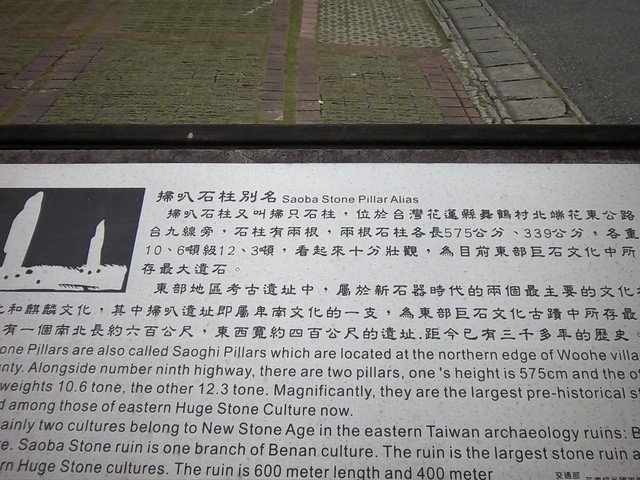 掃叭石柱別名 Saoba Stone Pillar Alias
掃叭石柱又叫掃只石柱，位於台灣花蓮縣舞鶴村北端花東公路
台九線旁，石柱有兩根，兩根石柱各長575公分、339公分，各重
10、6噸級12、3噸，看起來十分壯觀，為目前東部巨石文化中所
存最大遺石。
東部地區考古遺址中，屬於新石器時代的兩個最主要的文化
和麒麟文化，其中掃叭遺址即屬卑南文化的一支，為東部巨石文化古蹟中所存
有一個南北長約六百公尺，東西寬約四百公尺的遺址.距今已有三千多年的歷史。
one Pillars are also called Saoghi Pillars which are located at the northern edge of Woohe villa
nty. Alongside number ninth highway, there are two pillars, one 's height is 575cm and the o
weights 10.6 tone, the other 12.3 tone. Magnificently, they are the largest pre-historical s
d among those of eastern Huge Stone Culture now.
ainly two cultures belong to New Stone Age in the eastern Taiwan archaeology ruins: B
e. Saoba Stone ruin is one branch of Benan culture. The ruin is the largest stone ruin a
rn Huge Stone cultures. The ruin is 600 meter length and 400 meter
交通部